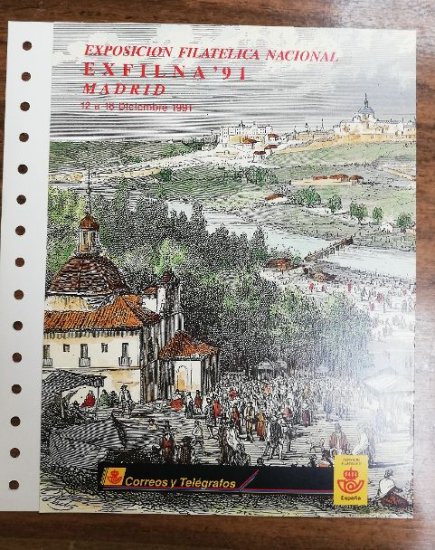 EXPOSICION FILATELICA NACIONAL
EXFILNA '91
MADRID
12 a 18 Diciembre 1991
Correos y Telégrafos
España